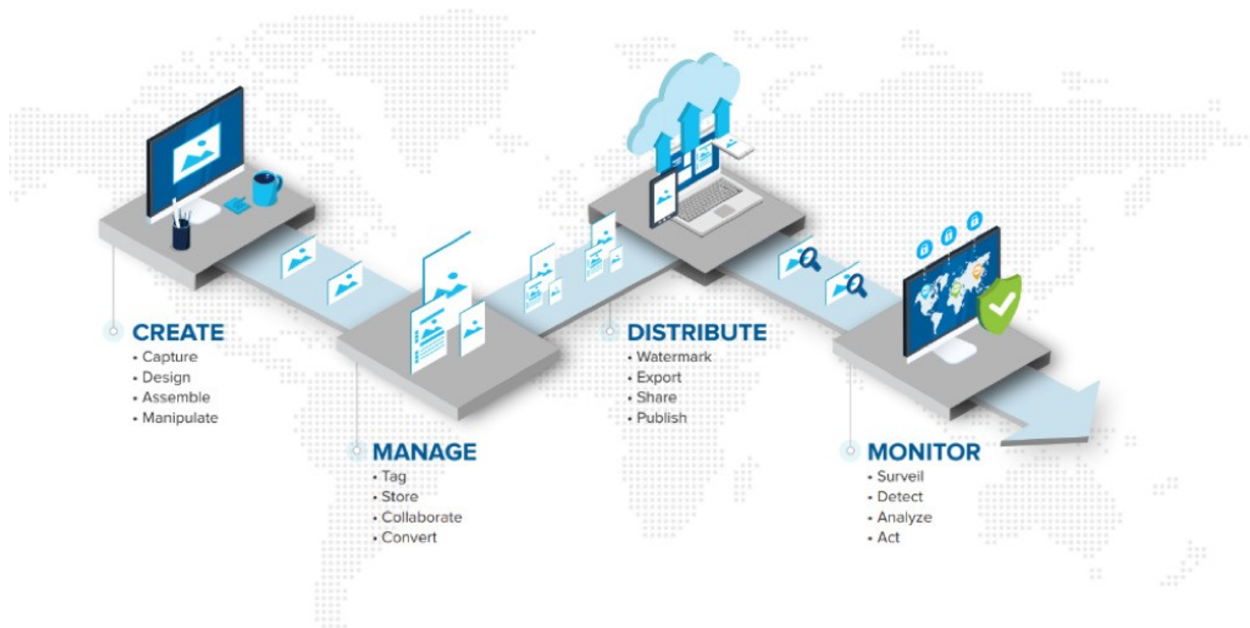 CREATE
• Capture
• Design
• Assemble
• Manipulate
MANAGE
• Tag
• Store
• Collaborate
• Convert
DISTRIBUTE
• Watermark
• Export
• Share
• Publish
MONITOR
• Surveil
• Detect
• Analyze
• Act